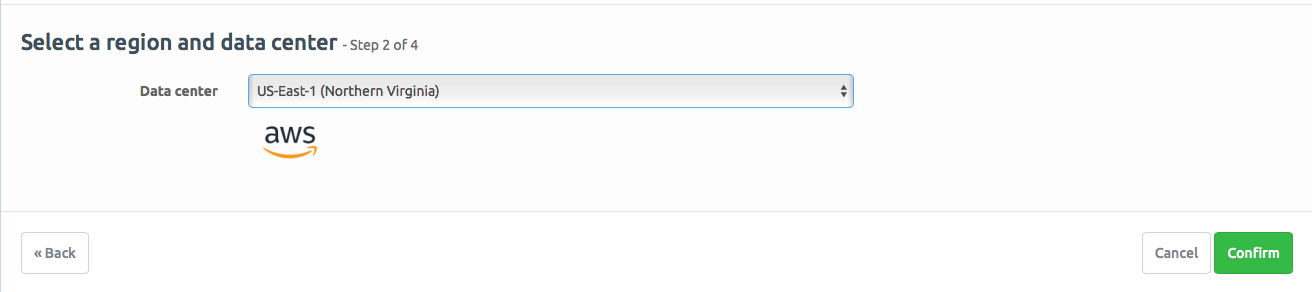 Select a region and data center - Step 2 of 4
Data center US-East-1 (Northern Virginia)
aws
« Back Cancel Confirm